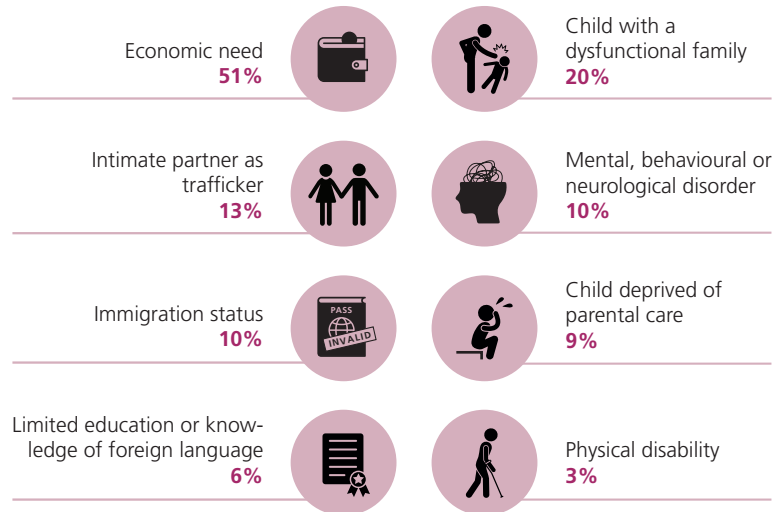 Economic need
51%
Child with a
dysfunctional family
20%
Intimate partner as
trafficker
13%
Mental, behavioural or
neurological disorder
10%
Immigration status
10%
PASS
INVALID
Child deprived of
parental care
9%
Limited education or know-
ledge of foreign language
6%
Physical disability
3%